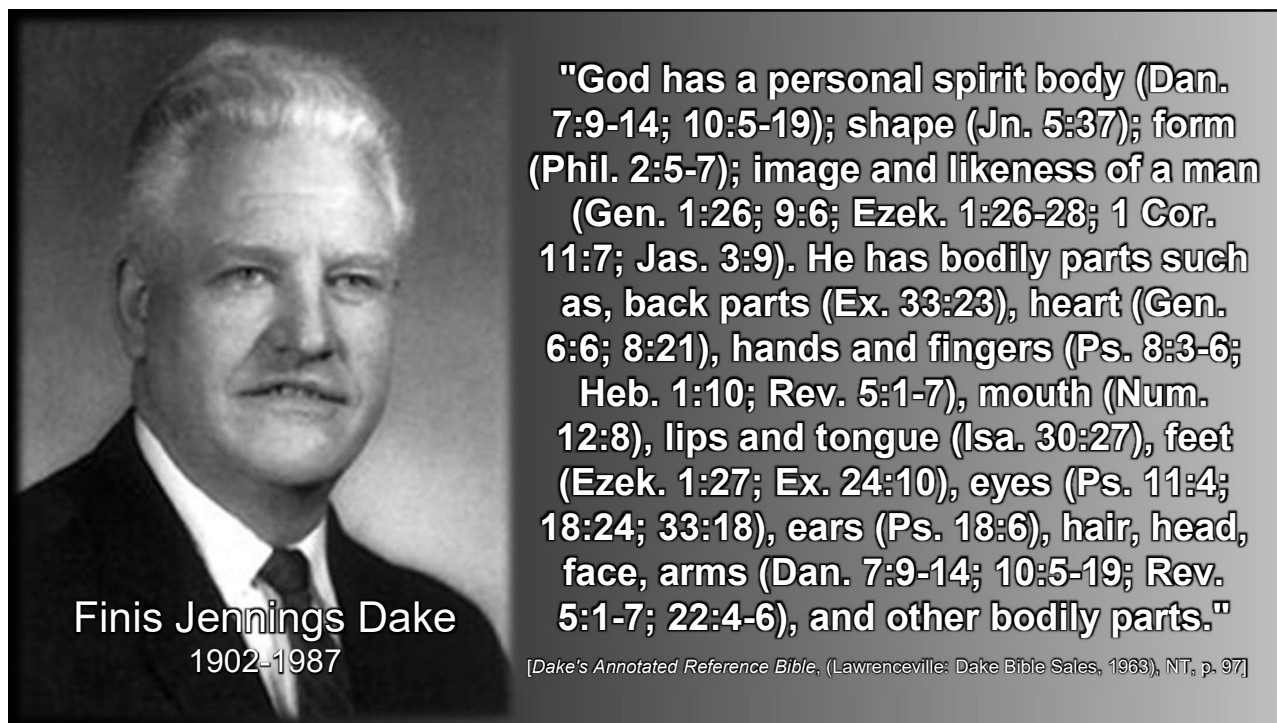 "God has a personal spirit body (Dan.
7:9-14; 10:5-19); shape (Jn. 5:37); form
(Phil. 2:5-7); image and likeness of a man
(Gen. 1:26; 9:6; Ezek. 1:26-28; 1 Cor.
11:7; Jas. 3:9). He has bodily parts such
as, back parts (Ex. 33:23), heart (Gen.
6:6; 8:21), hands and fingers (Ps. 8:3-6;
Heb. 1:10; Rev. 5:1-7), mouth (Num.
12:8), lips and tongue (Isa. 30:27), feet
(Ezek. 1:27; Ex. 24:10), eyes (Ps. 11:4;
18:24; 33:18), ears (Ps. 18:6), hair, head,
face, arms (Dan. 7:9-14; 10:5-19; Rev.
5:1-7; 22:4-6), and other bodily parts."
[Dake's Annotated Reference Bible, (Lawrenceville: Dake Bible Sales, 1963), NT, p. 97]
Finis Jennings Dake
1902-1987